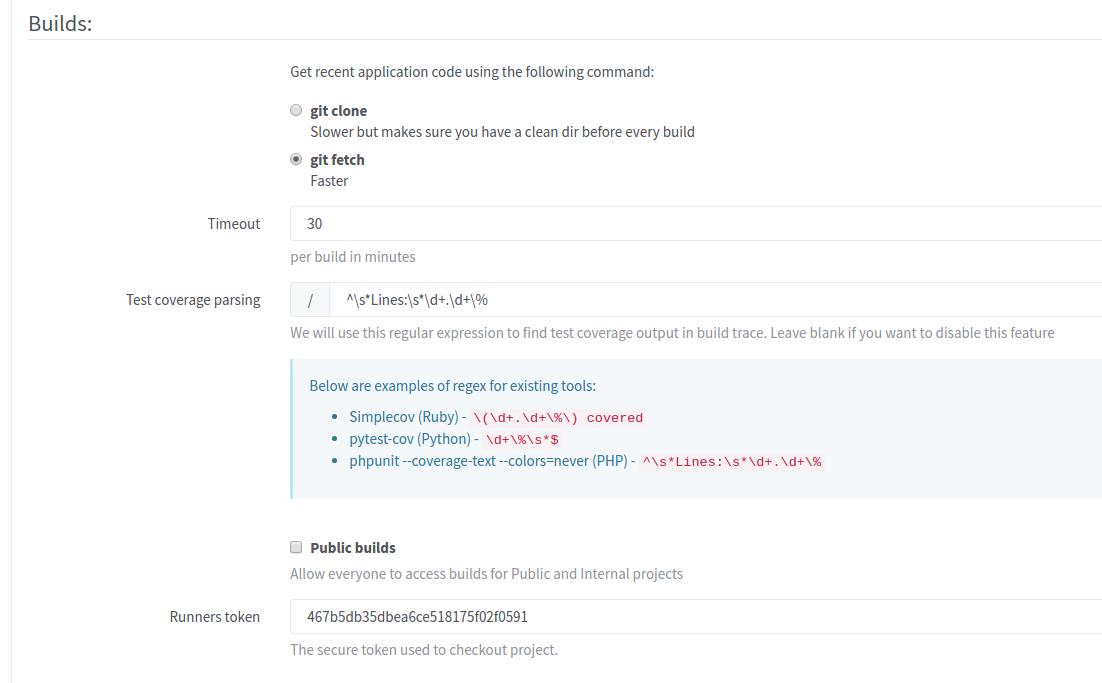 Builds:
Get recent application code using the following command:
git clone
Slower but makes sure you have a clean dir before every build
git fetch
Faster
Timeout 30
per build in minutes
Test coverage parsing / ^\s*Lines:\s*\d+.\d+\%
We will use this regular expression to find test coverage output in build trace. Leave blank if you want to disable this feature
Below are examples of regex for existing tools:
• Simplecov (Ruby) - \(\d+.\d+\%\) covered
• pytest-cov (Python) - \d+\%\s*$
• phpunit --coverage-text --colors=never (PHP) - ^\s*Lines:\s*\d+.\d+\%
Public builds
Allow everyone to access builds for Public and Internal projects
Runners token 467b5db35dbea6ce518175f02f0591
The secure token used to checkout project.